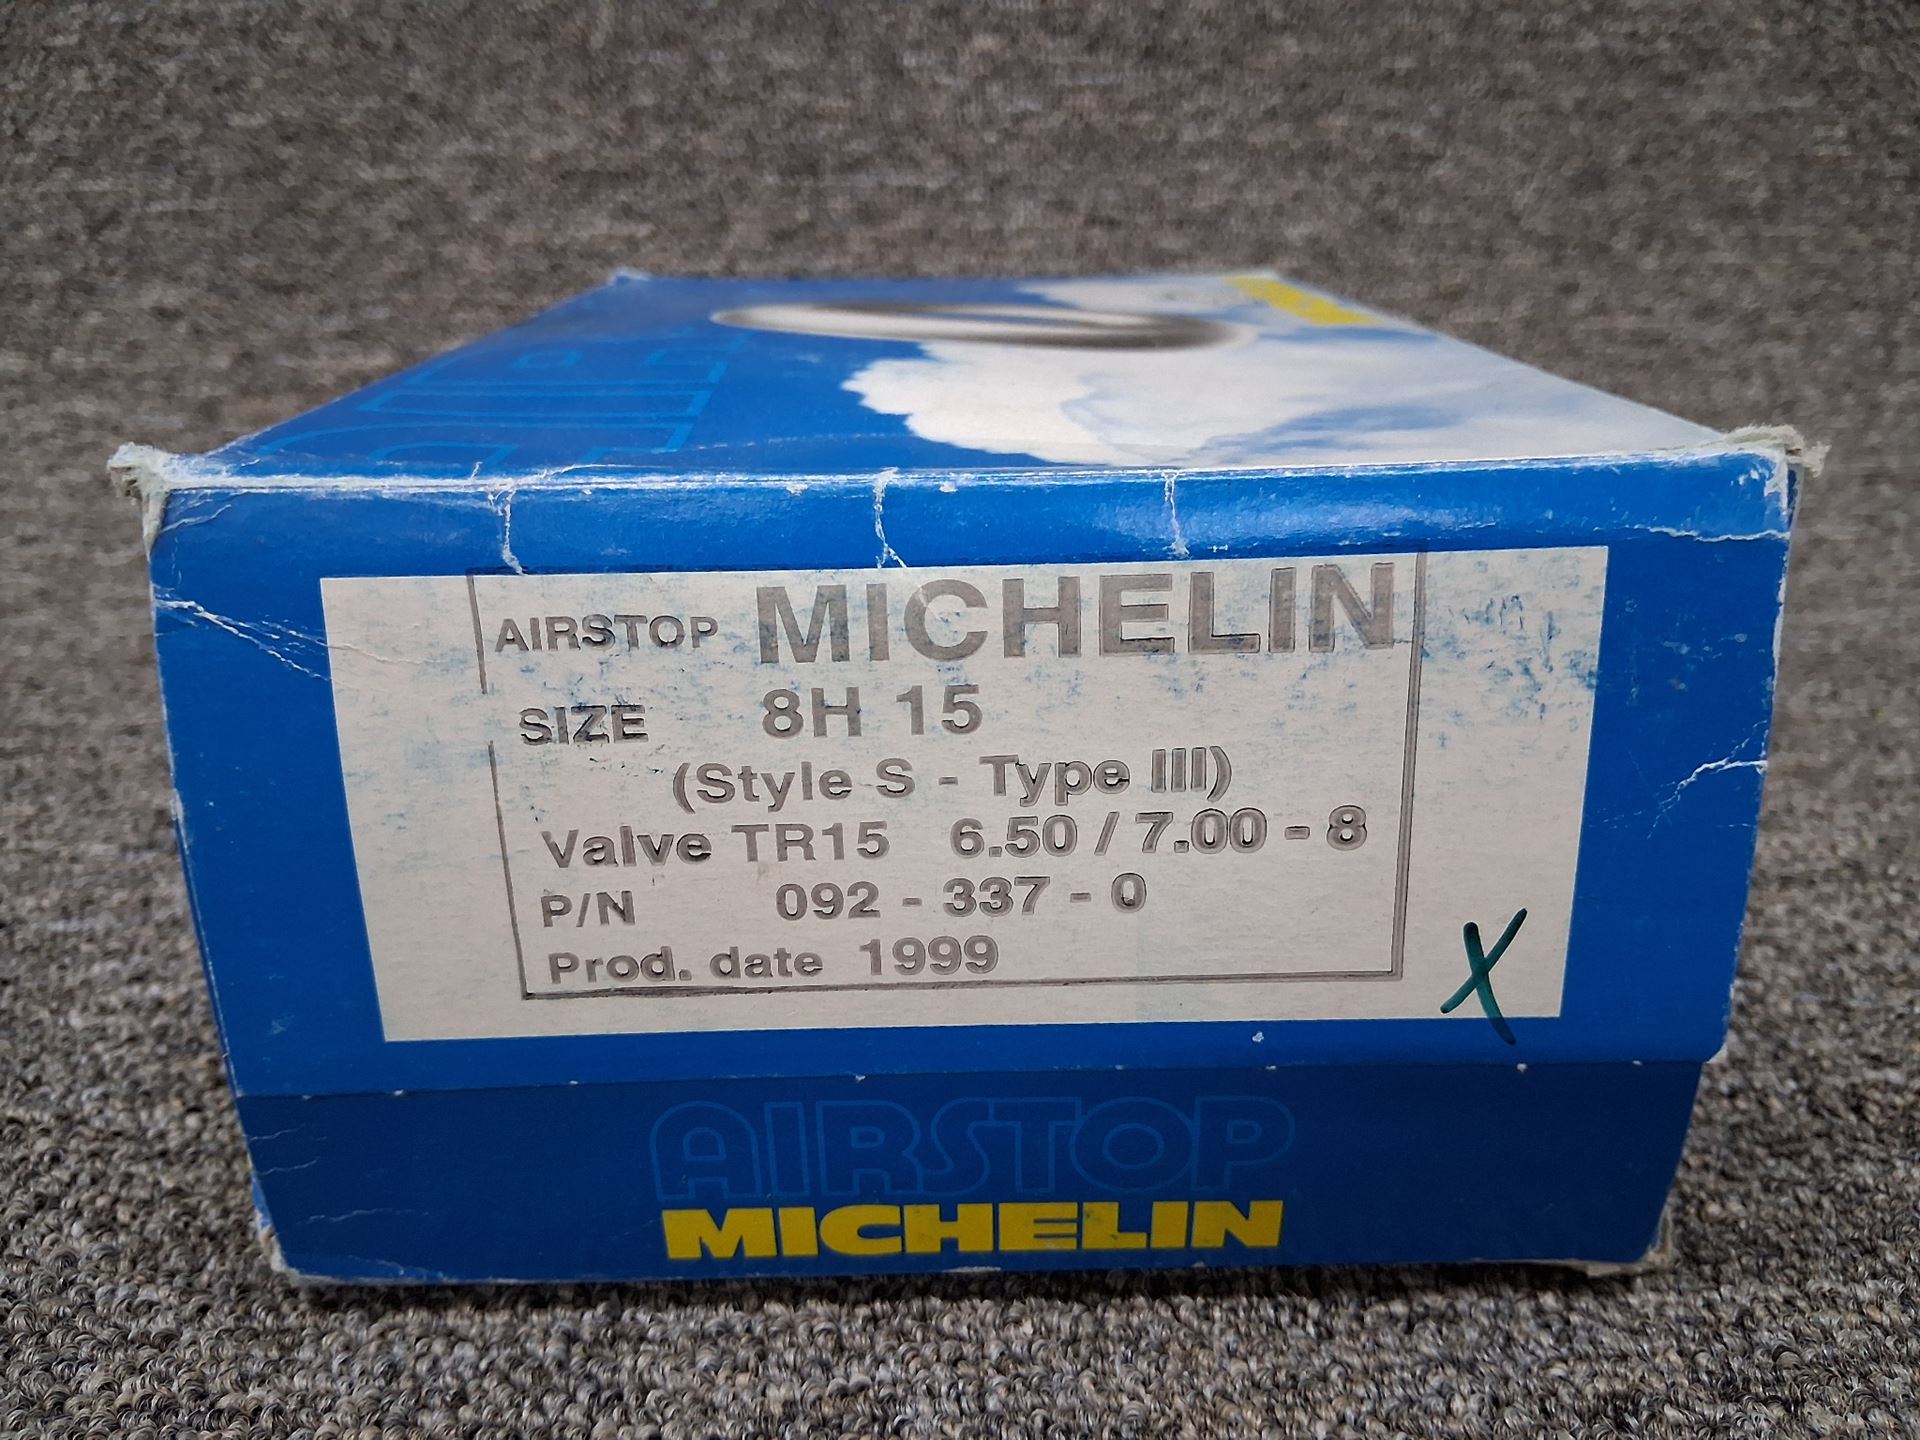 AIRSTOP
AIRSTOP MICHELIN
SIZE 8H 15
(Style S - Type III)
Valve TR15 6.50 / 7.00 - 8
P/N 092 - 337 - 0
Prod. date 1999
X
AIRSTOP
MICHELIN